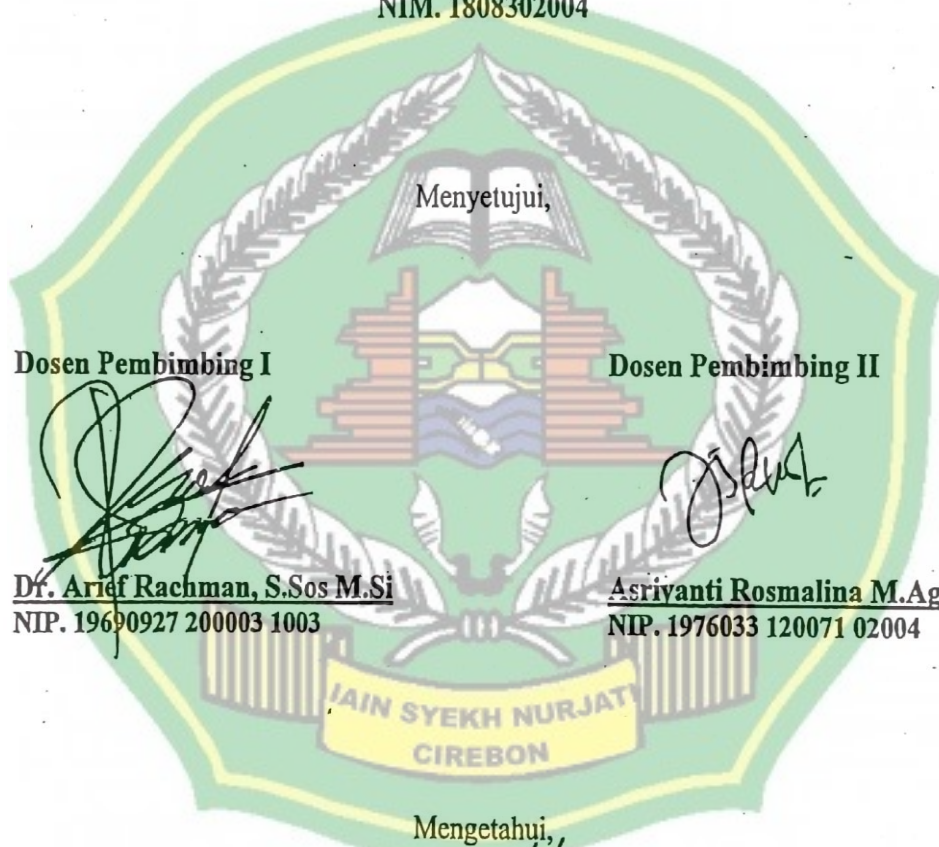 NIM. 1808302004
Menyetujui,
Dosen Pembimbing I
Dosen Pembimbing II
Dr. Arief Rachman, S.Sos M.Si
NIP. 19690927 200003 1003
Asriyanti Rosmalina M.Ag
NIP. 1976033 120071 02004
IAIN SYEKH NURJATI
CIREBON
Mengetahui,